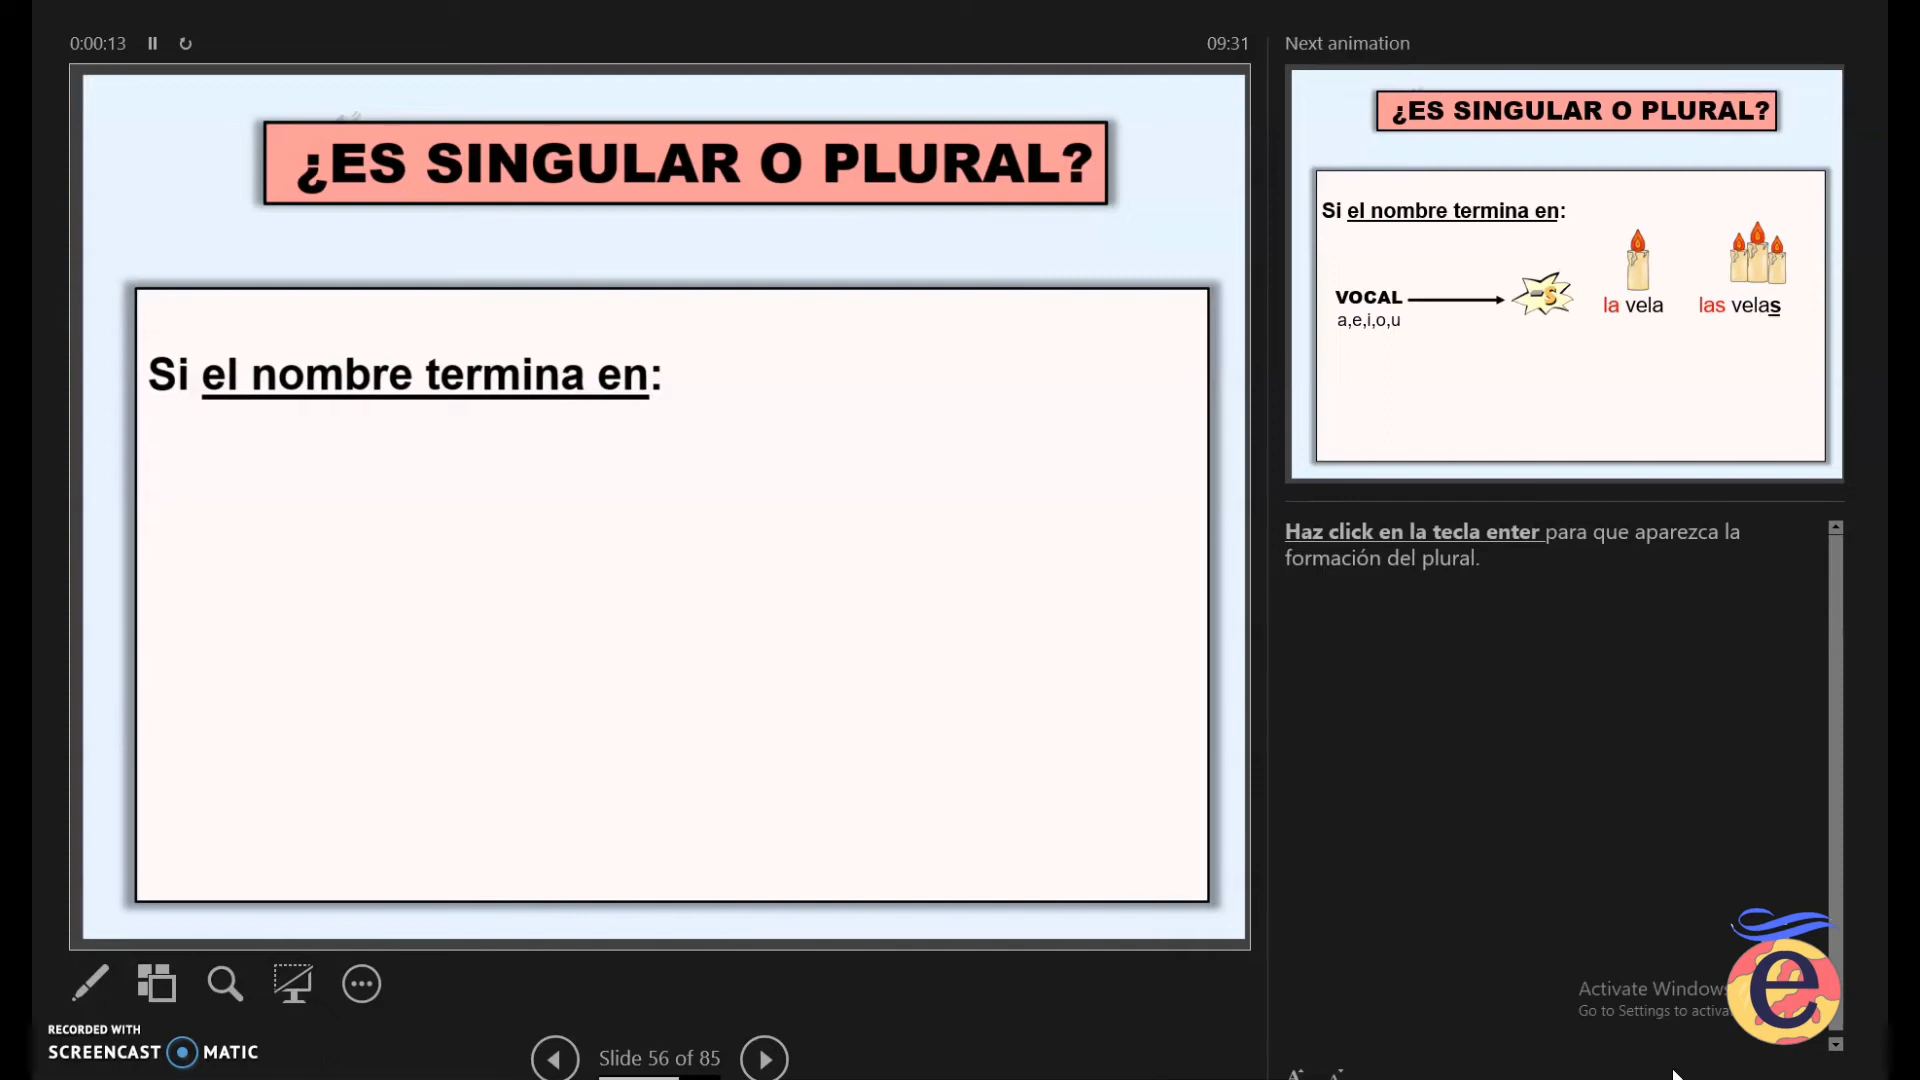 0:00:13
09:31
Next animation
¿ES SINGULAR O PLURAL?
Si el nombre termina en:
¿ES SINGULAR O PLURAL?
Si el nombre termina en:
VOCAL
a,e,i,o,u
-s
la vela
las velas
Haz click en la tecla enter para que aparezca la
formación del plural.
Activate Windows
Go to Settings to activa
e
RECORDED WITH
SCREENCAST MATIC
Slide 56 of 85